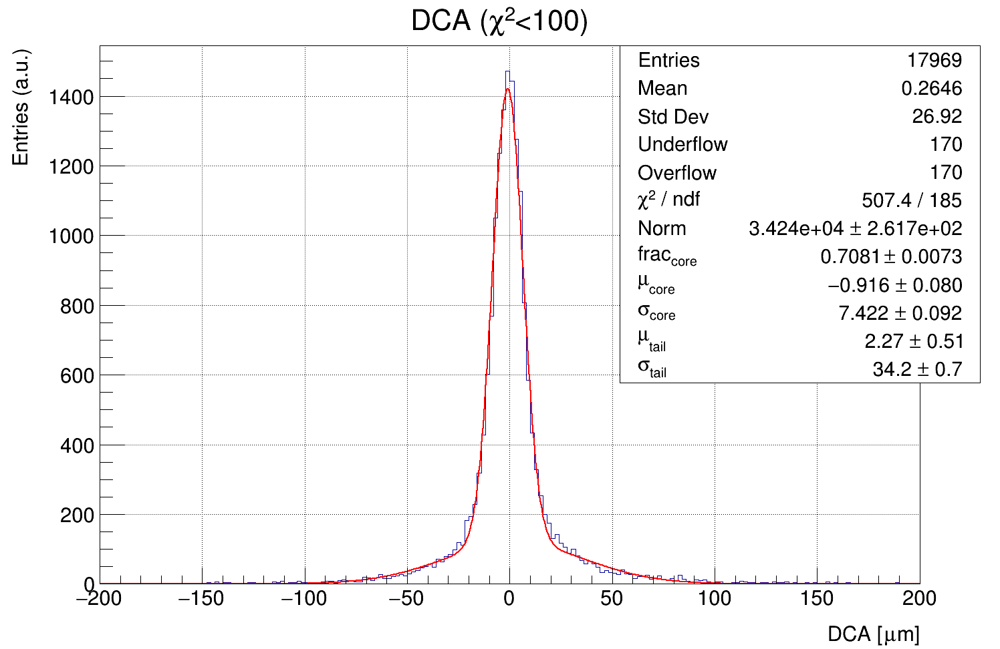 DCA (χ²<100)
Entries (a.u.)
Entries 17969
Mean 0.2646
Std Dev 26.92
Underflow 170
Overflow 170
χ² / ndf 507.4 / 185
Norm 3.424e+04 ± 2.617e+02
frac_core 0.7081 ± 0.0073
μ_core −0.916 ± 0.080
σ_core 7.422 ± 0.092
μ_tail 2.27 ± 0.51
σ_tail 34.2 ± 0.7
1400
1200
1000
800
600
400
200
0
−200 −150 −100 −50 0 50 100 150 200
DCA [μm]